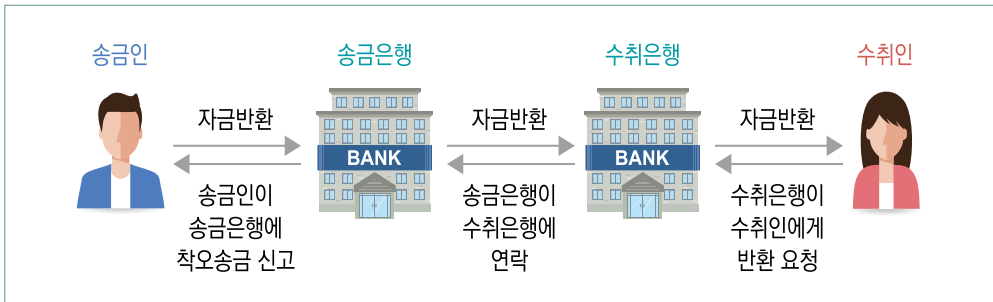 송금인
송금은행
수취은행
수취인
자금반환
자금반환
자금반환
BANK
BANK
송금인이
송금은행에
착오송금 신고
송금은행이
수취은행에
연락
수취은행이
수취인에게
반환 요청